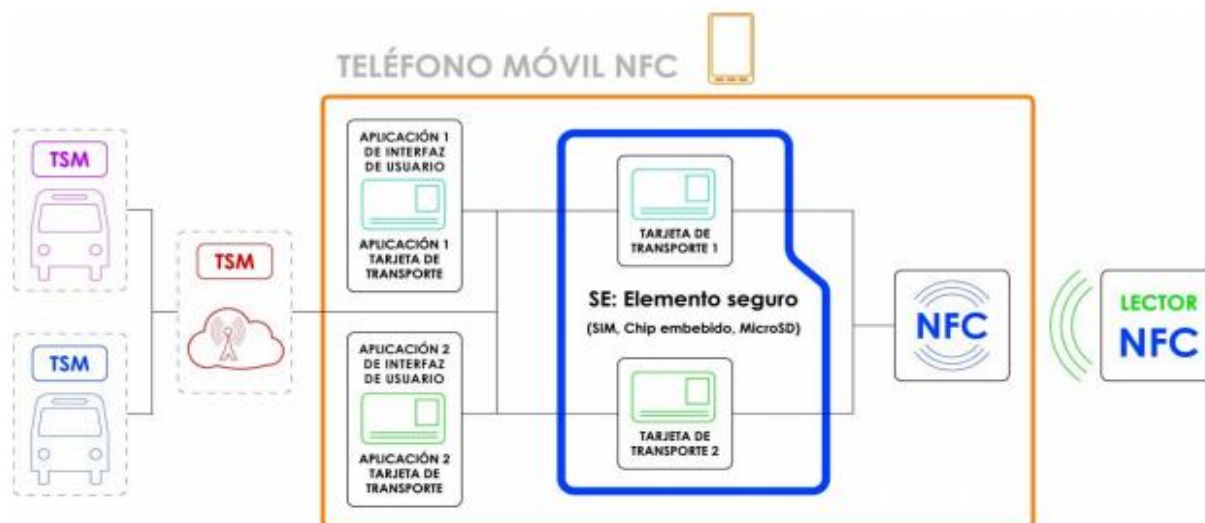 TELÉFONO MÓVIL NFC
TSM
TSM
TSM
APLICACIÓN 1
DE INTERFAZ
DE USUARIO
APLICACIÓN 1
TARJETA DE
TRANSPORTE
APLICACIÓN 2
DE INTERFAZ
DE USUARIO
APLICACIÓN 2
TARJETA DE
TRANSPORTE
TARJETA DE
TRANSPORTE 1
SE: Elemento seguro
(SIM, Chip embebido, MicroSD)
TARJETA DE
TRANSPORTE 2
NFC
LECTOR
NFC